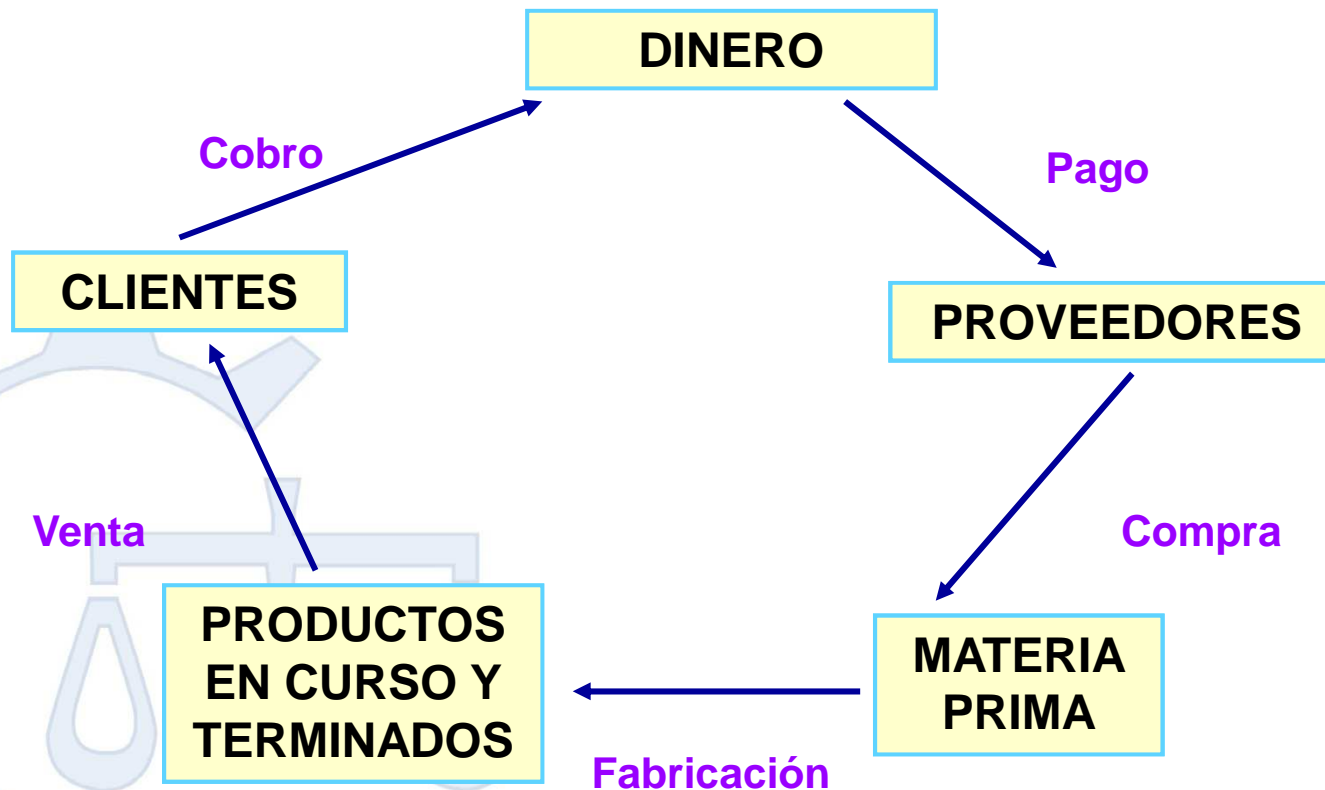 DINERO
Cobro
Pago
CLIENTES
PROVEEDORES
Venta
Compra
PRODUCTOS
EN CURSO Y
TERMINADOS
MATERIA
PRIMA
Fabricación